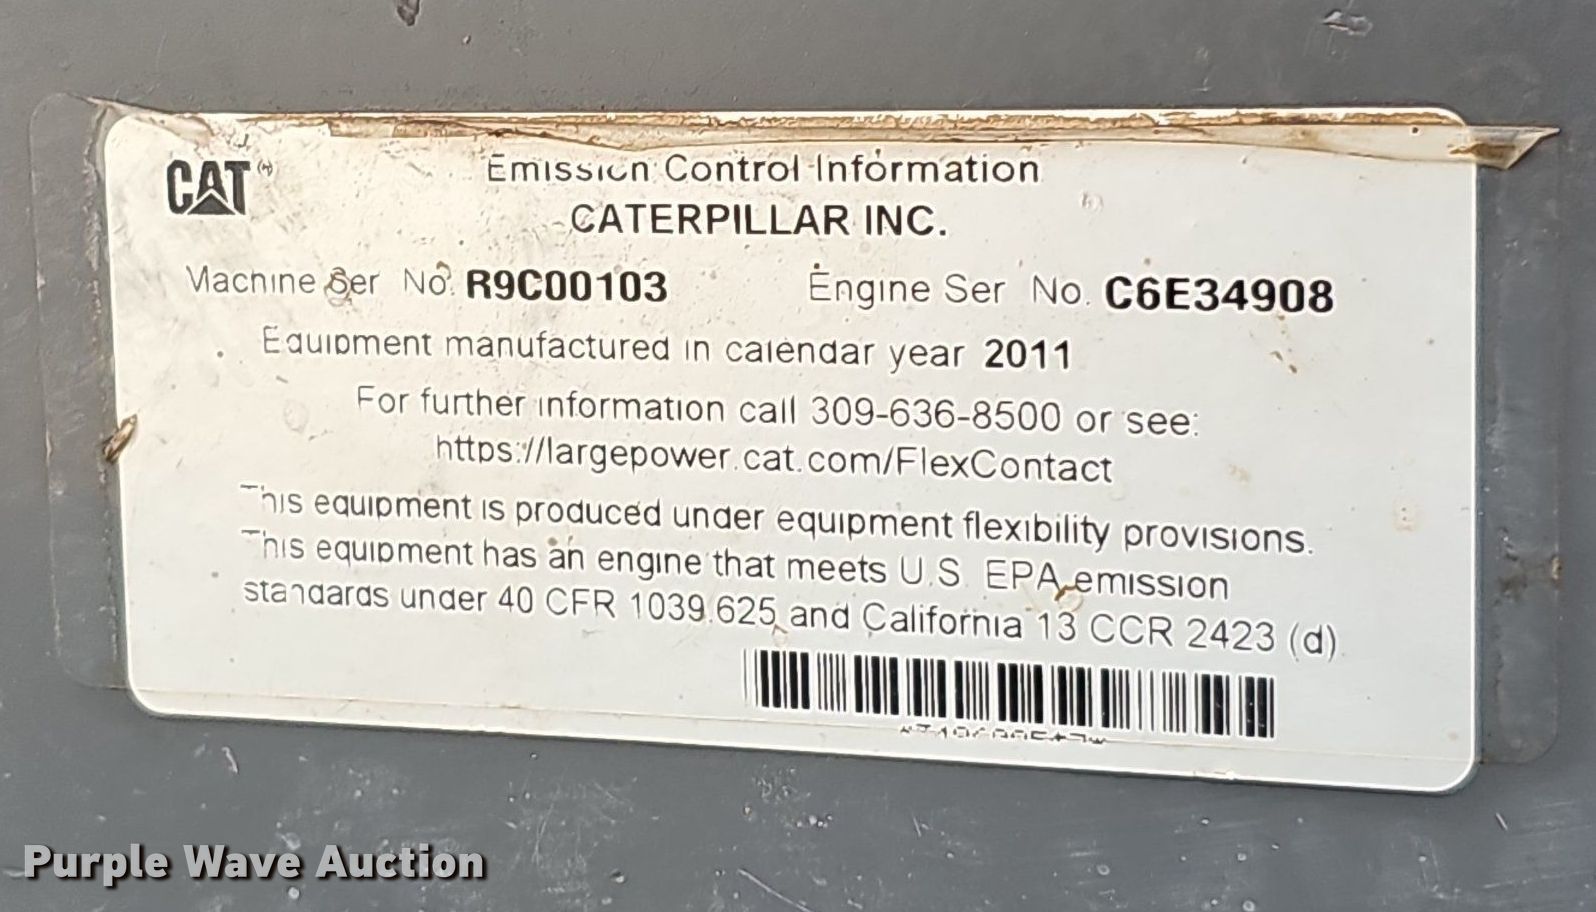 CAT
Emission Control Information
CATERPILLAR INC.
Machine Ser No. R9C00103 Engine Ser No. C6E34908
Equipment manufactured in calendar year 2011
For further information call 309-636-8500 or see:
https://largepower.cat.com/FlexContact
This equipment is produced under equipment flexibility provisions.
This equipment has an engine that meets U.S. EPA emission
standards under 40 CFR 1039.625 and California 13 CCR 2423 (d).
Purple Wave Auction